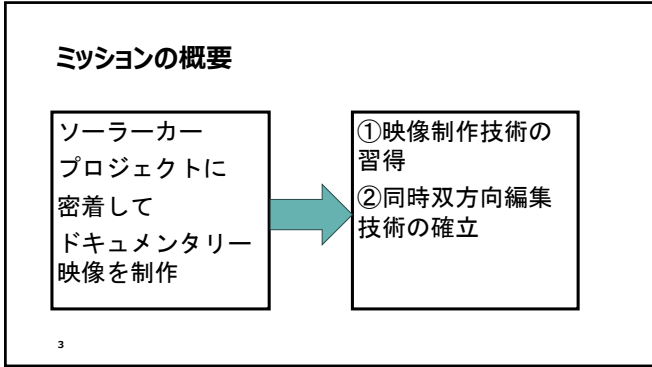 ミッションの概要
ソーラーカー
プロジェクトに
密着して
ドキュメンタリー
映像を制作
①映像制作技術の
習得
②同時双方向編集
技術の確立
3